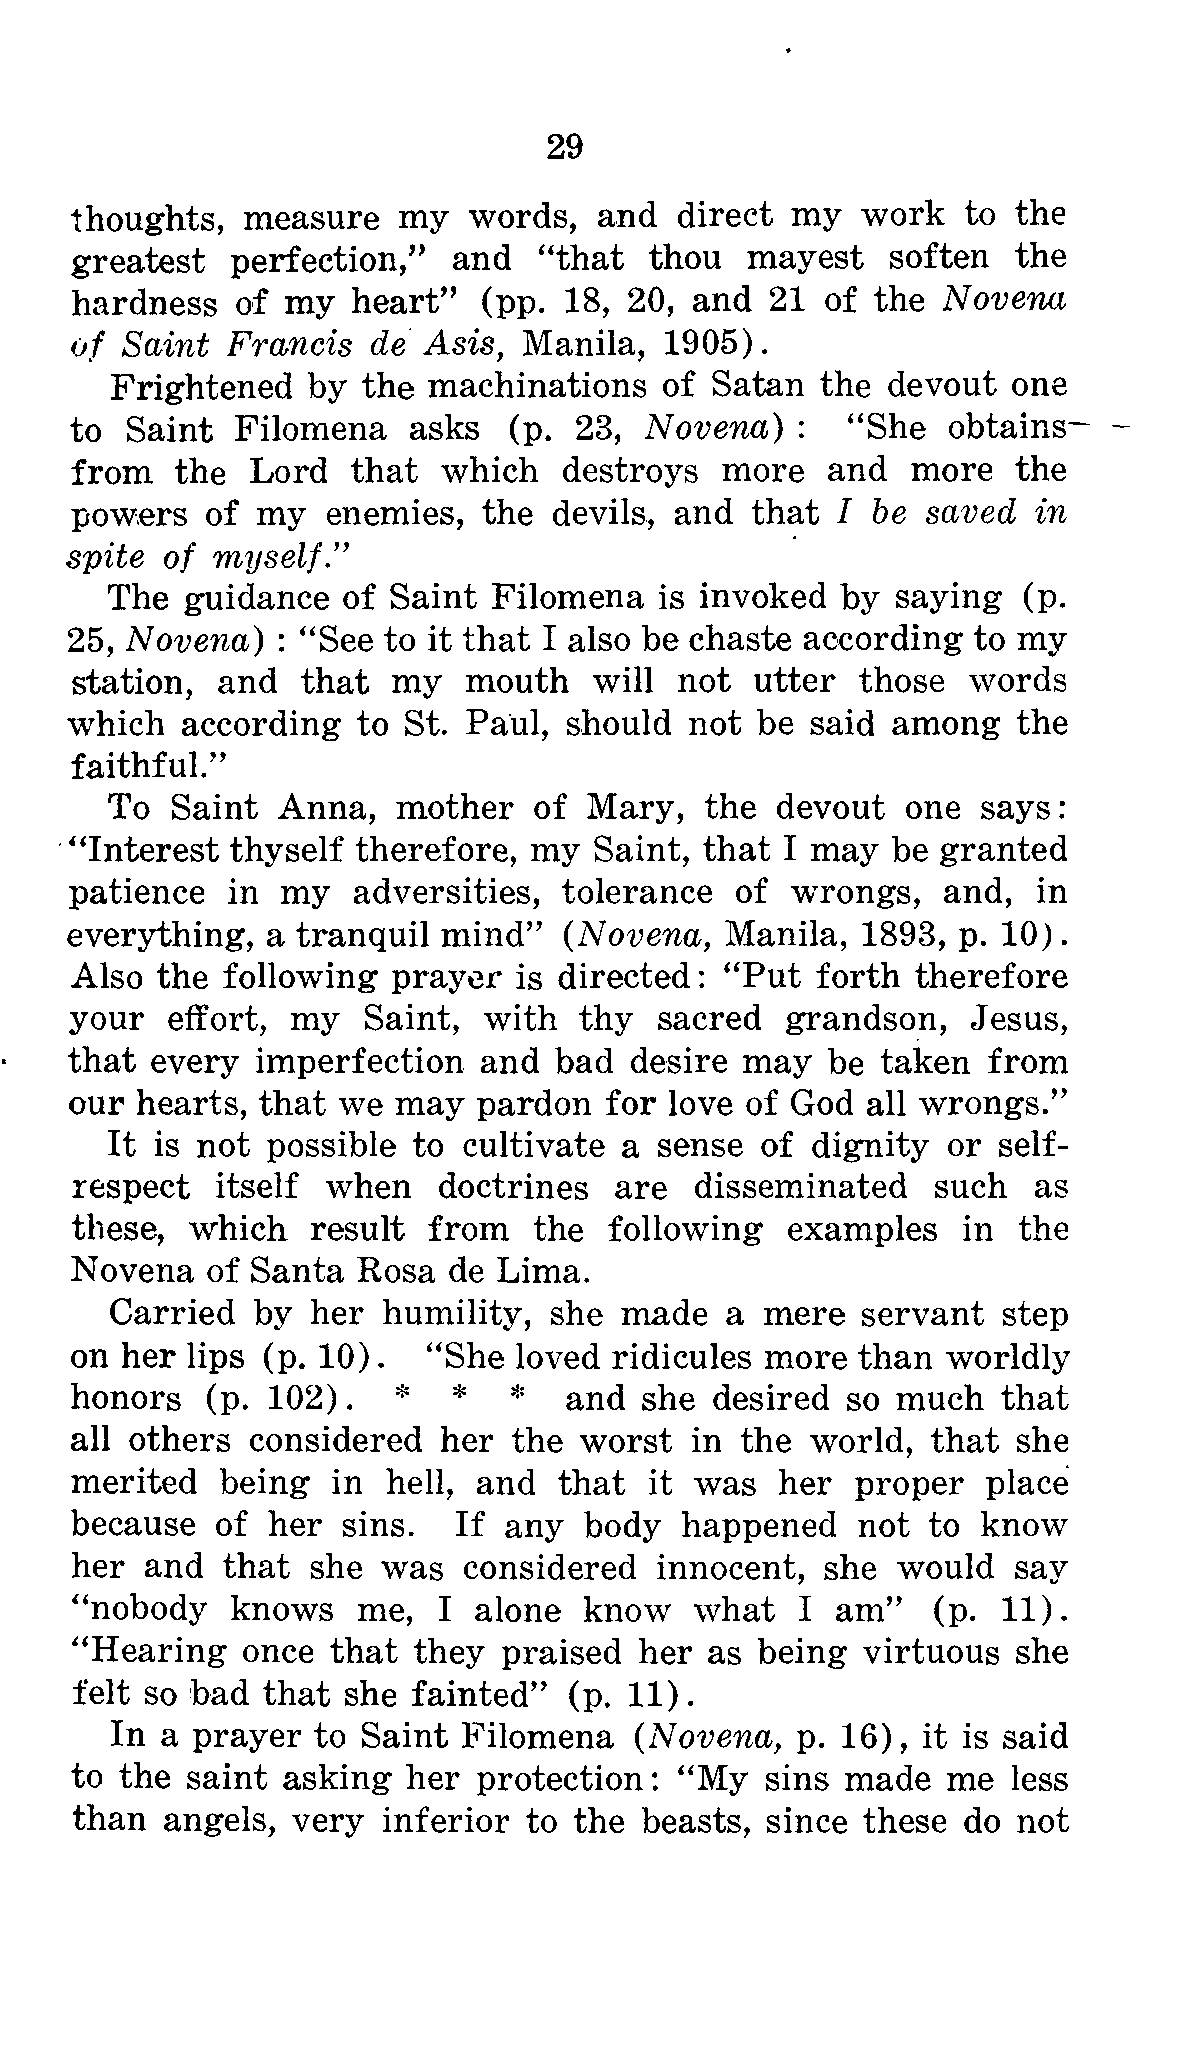 29
thoughts, measure my words, and direct my work to the
greatest perfection,” and “that thou mayest soften the
hardness of my heart” (pp. 18, 20, and 21 of the Novena
of Saint Francis de Asis, Manila, 1905).
Frightened by the machinations of Satan the devout one
to Saint Filomena asks (p. 23, Novena) : “She obtains
from the Lord that which destroys more and more the
powers of my enemies, the devils, and that I be saved in
spite of myself.”
The guidance of Saint Filomena is invoked by saying (p.
25, Novena) : “See to it that I also be chaste according to my
station, and that my mouth will not utter those words
which according to St. Paul, should not be said among the
faithful.”
To Saint Anna, mother of Mary, the devout one says:
“Interest thyself therefore, my Saint, that I may be granted
patience in my adversities, tolerance of wrongs, and, in
everything, a tranquil mind” (Novena, Manila, 1893, p. 10).
Also the following prayer is directed: “Put forth therefore
your effort, my Saint, with thy sacred grandson, Jesus,
that every imperfection and bad desire may be taken from
our hearts, that we may pardon for love of God all wrongs.”
It is not possible to cultivate a sense of dignity or self-
respect itself when doctrines are disseminated such as
these, which result from the following examples in the
Novena of Santa Rosa de Lima.
Carried by her humility, she made a mere servant step
on her lips (p. 10). “She loved ridicules more than worldly
honors (p. 102). * * * and she desired so much that
all others considered her the worst in the world, that she
merited being in hell, and that it was her proper place
because of her sins. If any body happened not to know
her and that she was considered innocent, she would say
“nobody knows me, I alone know what I am” (p. 11).
“Hearing once that they praised her as being virtuous she
felt so bad that she fainted” (p. 11).
In a prayer to Saint Filomena (Novena, p. 16), it is said
to the saint asking her protection: “My sins made me less
than angels, very inferior to the beasts, since these do not